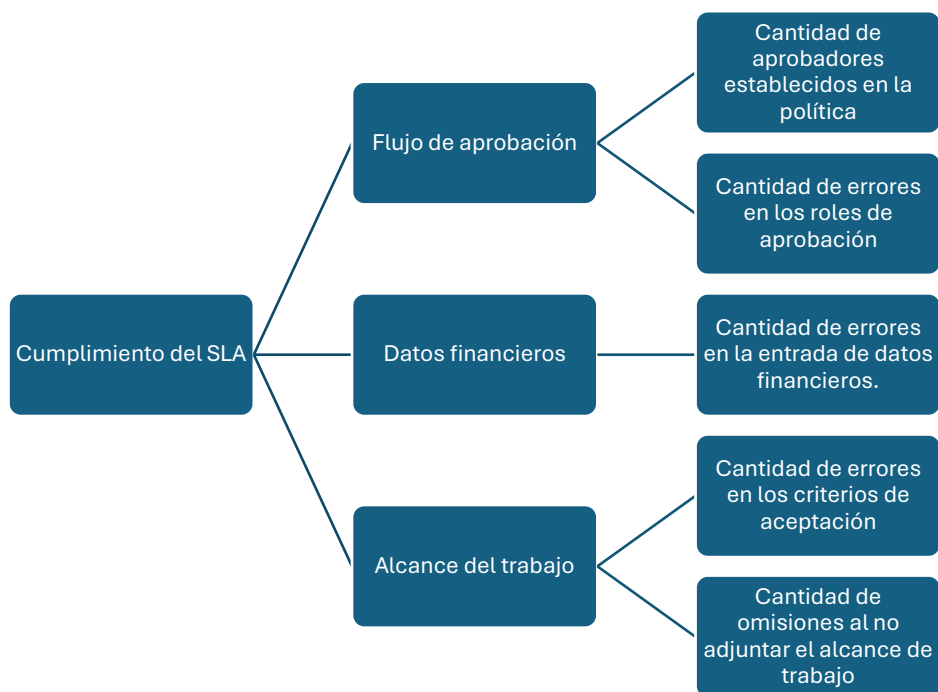 Cumplimiento del SLA
Flujo de aprobación
Cantidad de
aprobadores
establecidos en la
política
Cantidad de errores
en los roles de
aprobación
Datos financieros
Cantidad de errores
en la entrada de datos
financieros.
Alcance del trabajo
Cantidad de errores
en los criterios de
aceptación
Cantidad de
omisiones al no
adjuntar el alcance de
trabajo